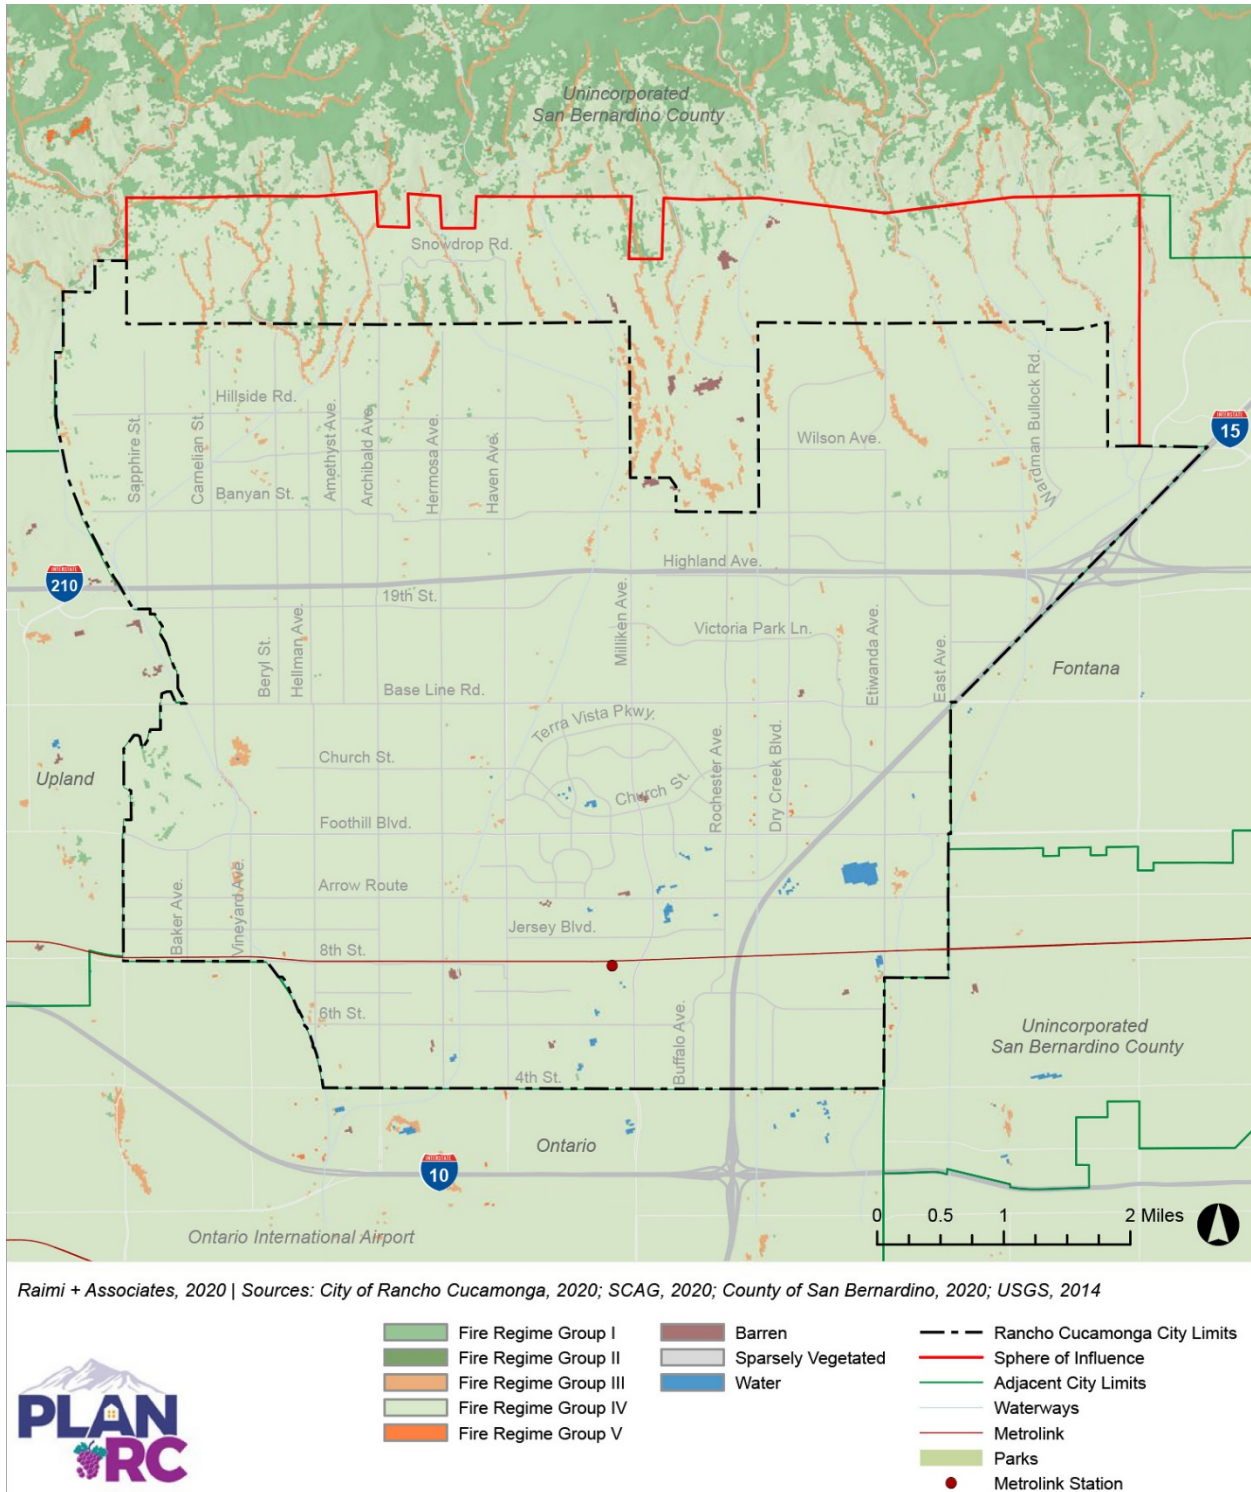 Unincorporated
San Bernardino County
Snowdrop Rd.
Hillside Rd.
Sapphire St.
Carnelian St.
Amethyst Ave.
Archibald Ave.
Hermosa Ave.
Haven Ave.
Wilson Ave.
Wardman Bullock Rd.
INTERSTATE
15
Banyan St.
Highland Ave.
INTERSTATE
210
19th St.
Beryl St.
Hellman Ave.
Milliken Ave.
Victoria Park Ln.
Etiwanda Ave.
East Ave.
Fontana
Base Line Rd.
Terra Vista Pkwy.
Upland
Church St.
Church St.
Rochester Ave.
Dry Creek Blvd.
Foothill Blvd.
Baker Ave.
Vineyard Ave.
Arrow Route
Jersey Blvd.
8th St.
6th St.
Buffalo Ave.
Unincorporated
San Bernardino County
4th St.
Ontario
INTERSTATE
10
Ontario International Airport
0 0.5 1 2 Miles
Raimi + Associates, 2020 | Sources: City of Rancho Cucamonga, 2020; SCAG, 2020; County of San Bernardino, 2020; USGS, 2014
PLAN
RC
Fire Regime Group I
Fire Regime Group II
Fire Regime Group III
Fire Regime Group IV
Fire Regime Group V
Barren
Sparsely Vegetated
Water
Rancho Cucamonga City Limits
Sphere of Influence
Adjacent City Limits
Waterways
Metrolink
Parks
Metrolink Station